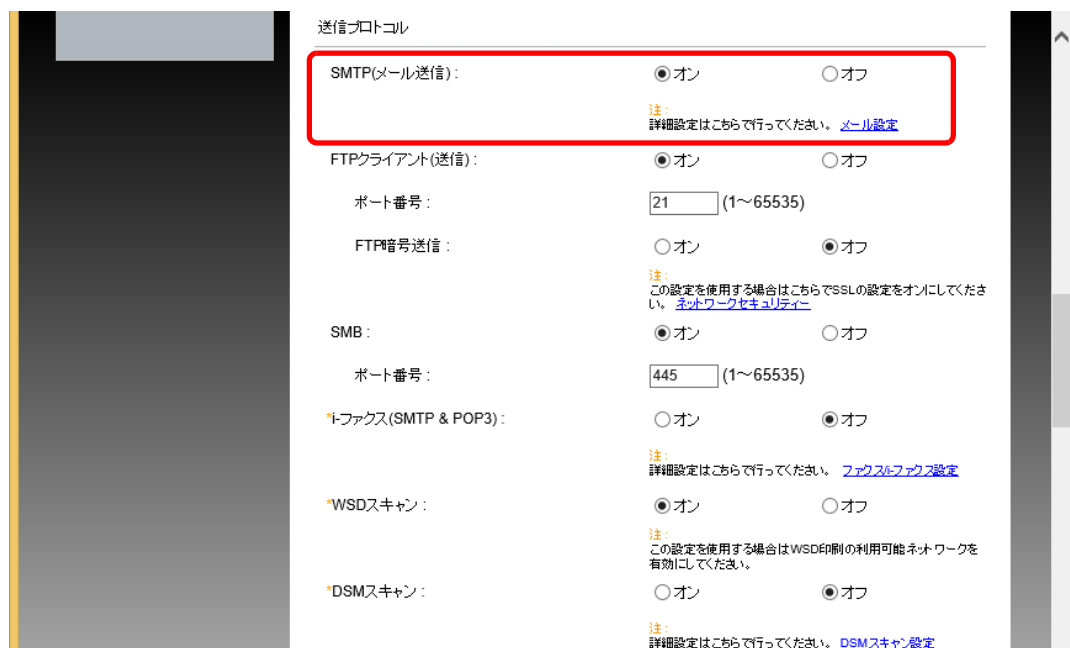 送信プロトコル
SMTP(メール送信) : オン オフ
注 :
詳細設定はこちらで行ってください。 メール設定
FTPクライアント(送信) : オン オフ
ポート番号 : 21 (1～65535)
FTP暗号送信 : オン オフ
注 :
この設定を使用する場合はこちらでSSLの設定をオンにしてくださ
い。 ネットワークセキュリティー
SMB : オン オフ
ポート番号 : 445 (1～65535)
*i-ファクス(SMTP & POP3) : オン オフ
注 :
詳細設定はこちらで行ってください。 ファクス/i-ファクス設定
*WSDスキャン : オン オフ
注 :
この設定を使用する場合はWSD印刷の利用可能ネットワークを
有効にしてください。
*DSMスキャン : オン オフ
注 :
詳細設定はこちらで行ってください。 DSMスキャン設定